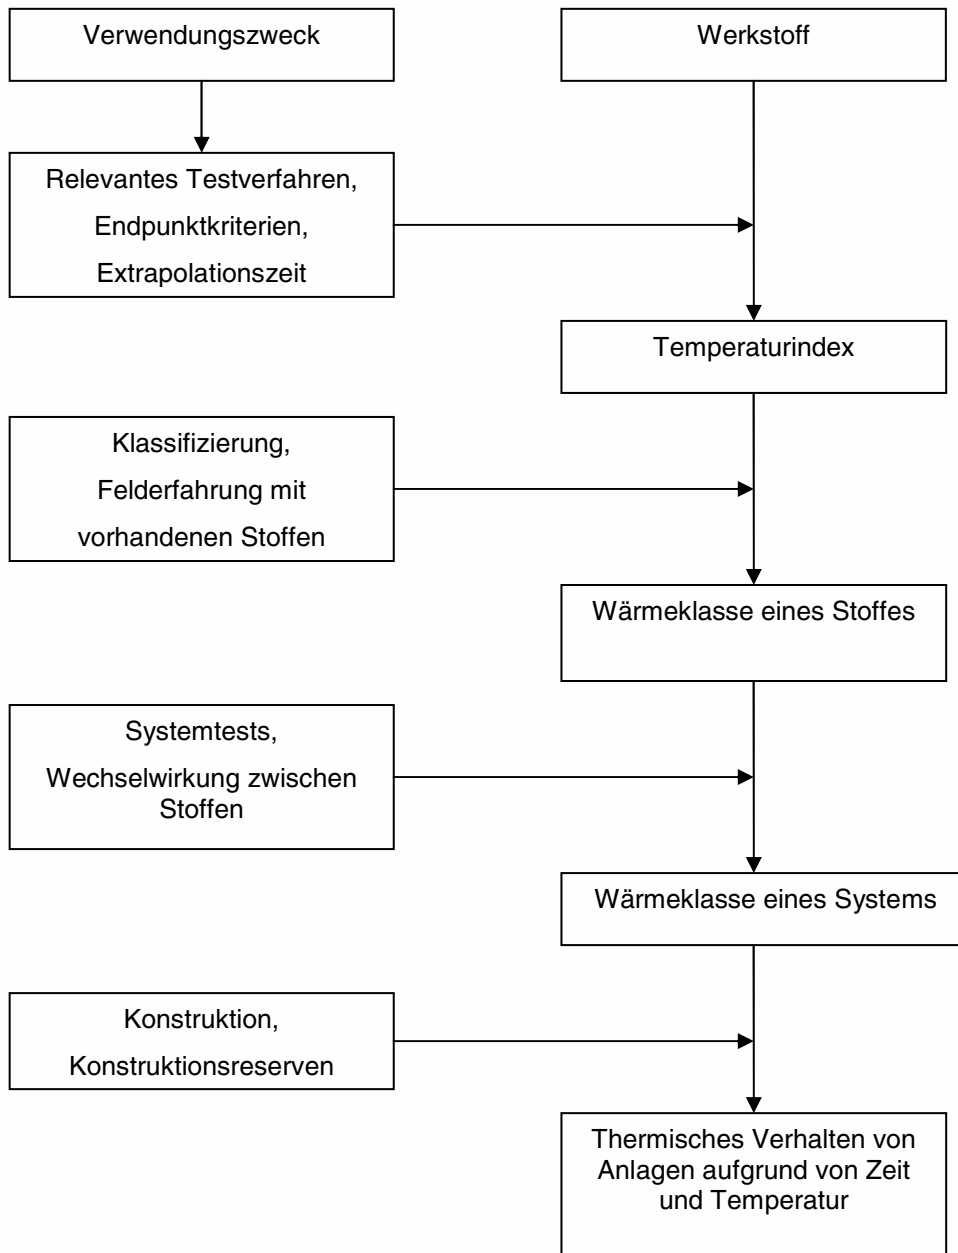 Verwendungszweck
Werkstoff
Relevantes Testverfahren,
Endpunktkriterien,
Extrapolationszeit
Temperaturindex
Klassifizierung,
Felderfahrung mit
vorhandenen Stoffen
Wärmeklasse eines Stoffes
Systemtests,
Wechselwirkung zwischen
Stoffen
Wärmeklasse eines Systems
Konstruktion,
Konstruktionsreserven
Thermisches Verhalten von
Anlagen aufgrund von Zeit
und Temperatur